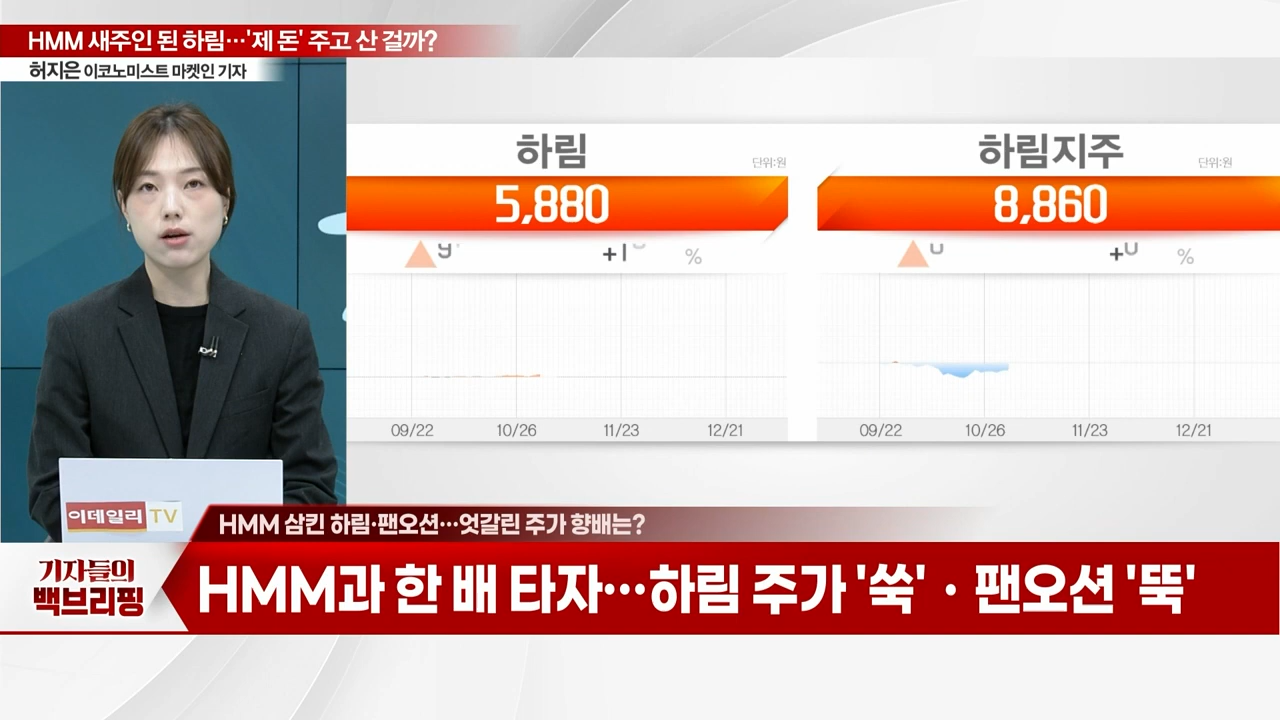 HMM 새주인 된 하림…'제 돈' 주고 산 걸까?
허지은 이코노미스트 마켓인 기자
하림
단위:원
5,880
%
09/22 10/26 11/23 12/21
하림지주
단위:원
8,860
%
09/22 10/26 11/23 12/21
이데일리TV
HMM 삼킨 하림·팬오션…엇갈린 주가 향배는?
기자들의
백브리핑
HMM과 한 배 타자…하림 주가 '쑥'·팬오션 '뚝'